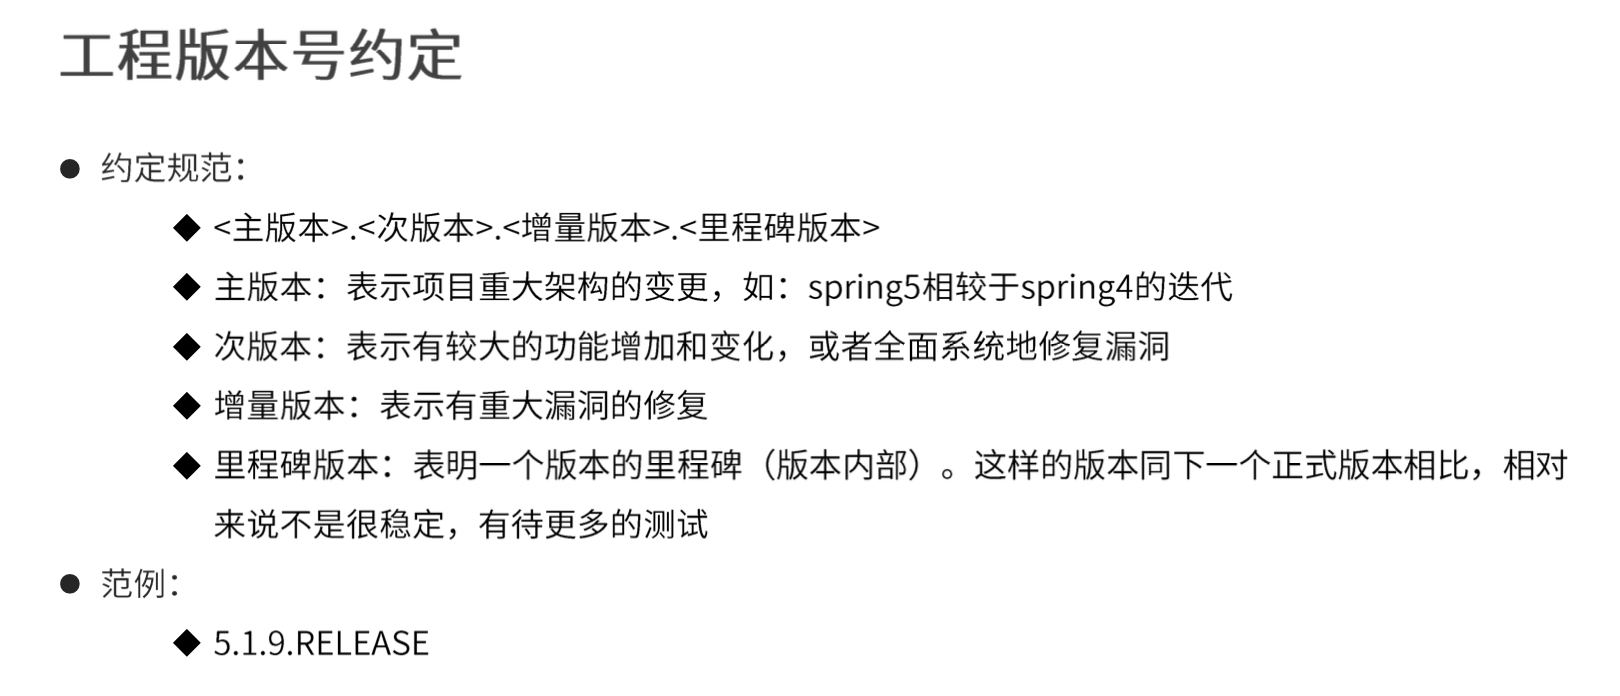 工程版本号约定
● 约定规范：
◆ <主版本>.<次版本>.<增量版本>.<里程碑版本>
◆ 主版本：表示项目重大架构的变更，如：spring5相较于spring4的迭代
◆ 次版本：表示有较大的功能增加和变化，或者全面系统地修复漏洞
◆ 增量版本：表示有重大漏洞的修复
◆ 里程碑版本：表明一个版本的里程碑（版本内部）。这样的版本同下一个正式版本相比，相对
来说不是很稳定，有待更多的测试
● 范例：
◆ 5.1.9.RELEASE